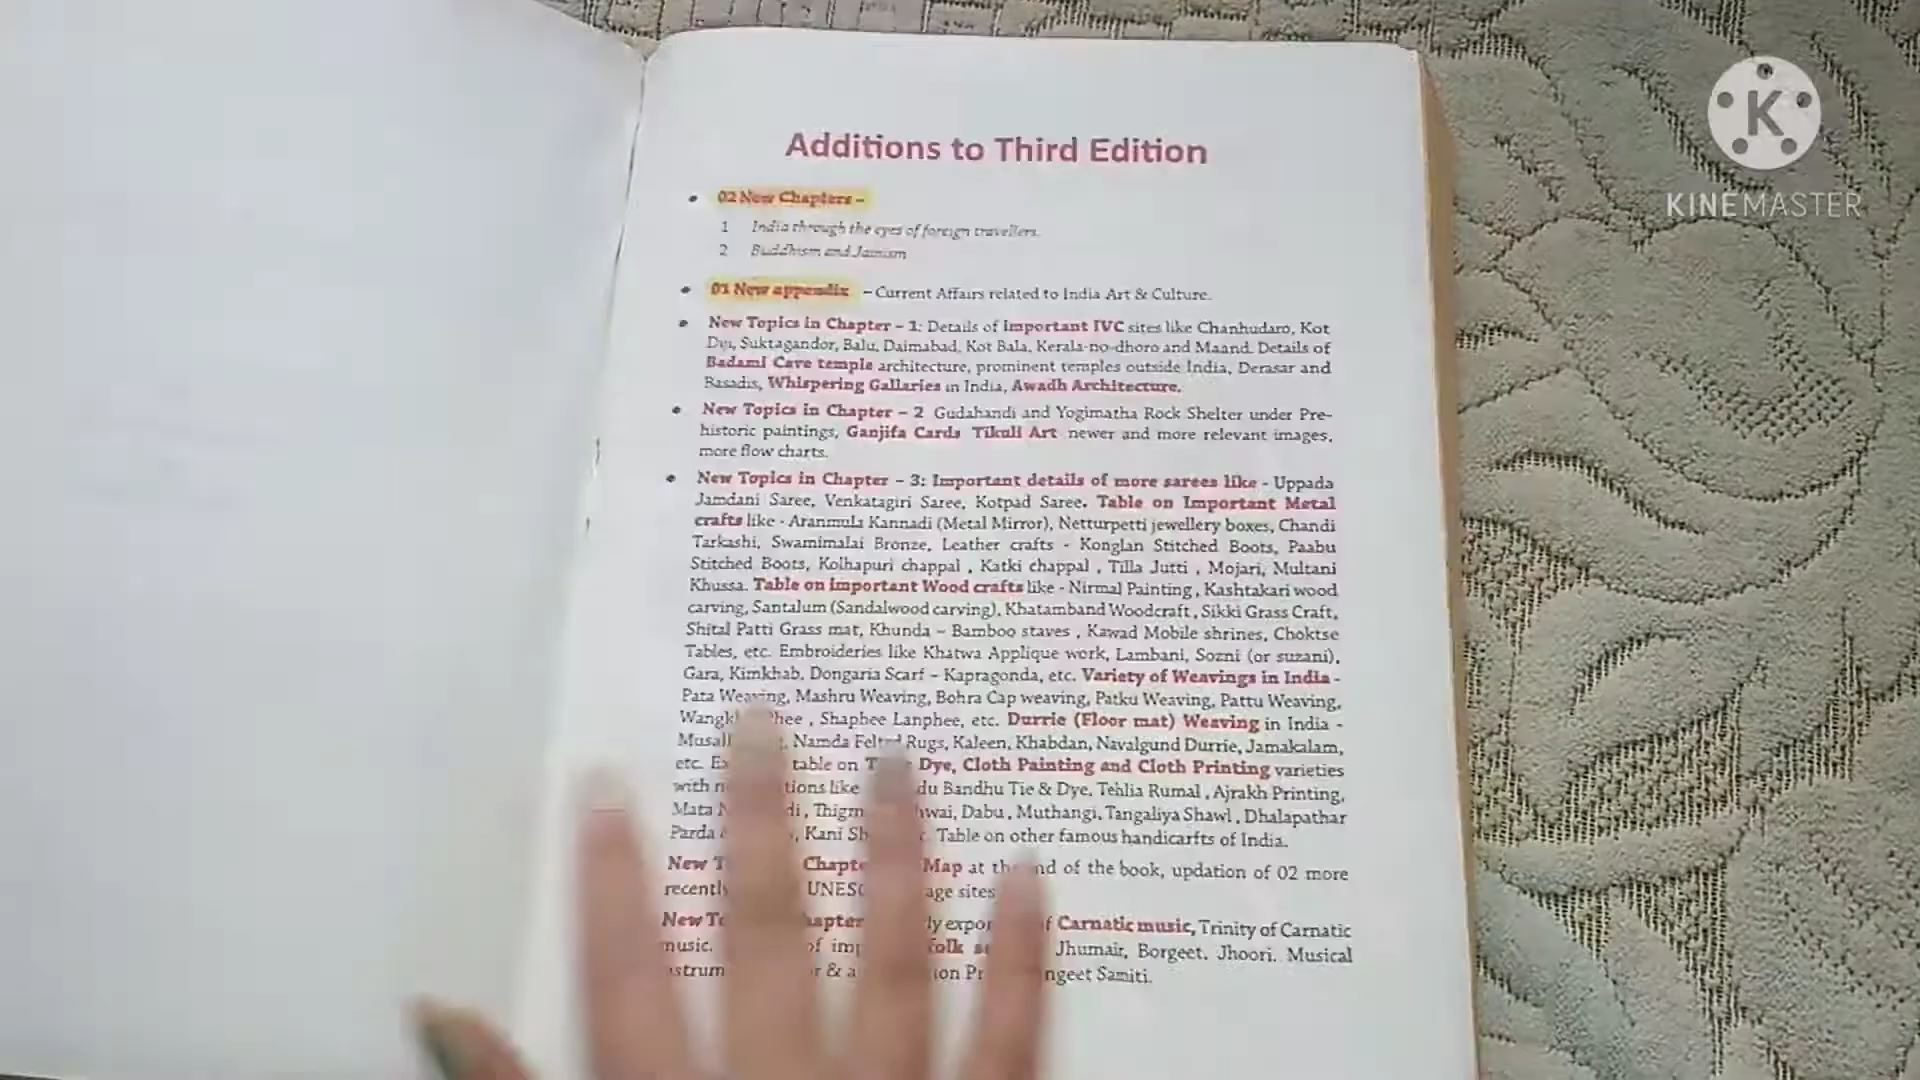 Additions to Third Edition
• 02 New Chapters –
1 India through the eyes of foreign travellers.
2 Buddhism and Jainism
• 01 New appendix – Current Affairs related to India Art & Culture.
• New Topics in Chapter – 1: Details of important IVC sites like Chanhudaro, Kot
Deji, Suktagandor, Balu, Daimabad, Kot Bala, Kerala-no-dhoro and Maand. Details of
Badami Cave temple architecture, prominent temples outside India, Derasar and
Basadis, Whispering Gallaries in India, Awadh Architecture.
• New Topics in Chapter – 2 Gudahandi and Yogimatha Rock Shelter under Pre-
historic paintings, Ganjifa Cards Tikuli Art newer and more relevant images,
more flow charts.
• New Topics in Chapter – 3: Important details of more sarees like - Uppada
Jamdani Saree, Venkatagiri Saree, Kotpad Saree. Table on Important Metal
crafts like - Aranmula Kannadi (Metal Mirror), Netturpetti jewellery boxes, Chandi
Tarkashi, Swamimalai Bronze, Leather crafts - Konglan Stitched Boots, Paabu
Stitched Boots, Kolhapuri chappal , Katki chappal , Tilla Jutti , Mojari, Multani
Khussa. Table on important Wood crafts like - Nirmal Painting , Kashtakari wood
carving, Santalum (Sandalwood carving), Khatamband Woodcraft , Sikki Grass Craft,
Shital Patti Grass mat, Khunda – Bamboo staves , Kawad Mobile shrines, Choktse
Tables, etc. Embroideries like Khatwa Applique work, Lambani, Sozni (or suzani),
Gara, Kimkhab, Dongaria Scarf – Kapragonda, etc. Variety of Weavings in India -
Pata Weaving, Mashru Weaving, Bohra Cap weaving, Patku Weaving, Pattu Weaving,
Shaphee Lanphee, etc. Durrie (Floor mat) Weaving in India -
Namda Felted Rugs, Kaleen, Khabdan, Navalgund Durrie, Jamakalam,
etc. table on Dye, Cloth Painting and Cloth Printing varieties
with like Bandhu Tie & Dye, Tehlia Rumal , Ajrakh Printing,
Mata Dabu , Muthangi, Tangaliya Shawl , Dhalapathar
Parda Kani Table on other famous handicarfts of India.
New Map at the end of the book, updation of 02 more
recently sites
New of Carnatic music, Trinity of Carnatic
music. of folk Jhumair, Borgeet, Jhoori. Musical
& Samiti.
K
KINEMASTER